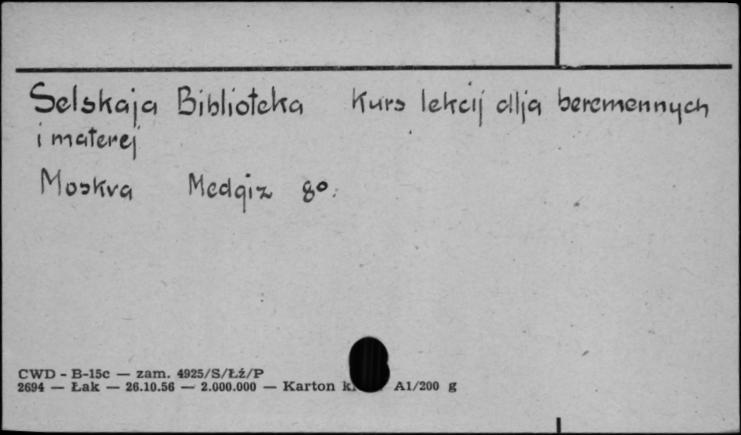 Selskaja Biblioteka Kurs lekcij dlja beremennych
i materej
Moskva Medgiz 8°.
CWD - B-15c — zam. 4925/S/Łź/P
2694 — Łak — 26.10.56 — 2.000.000 — Karton A1/200 g